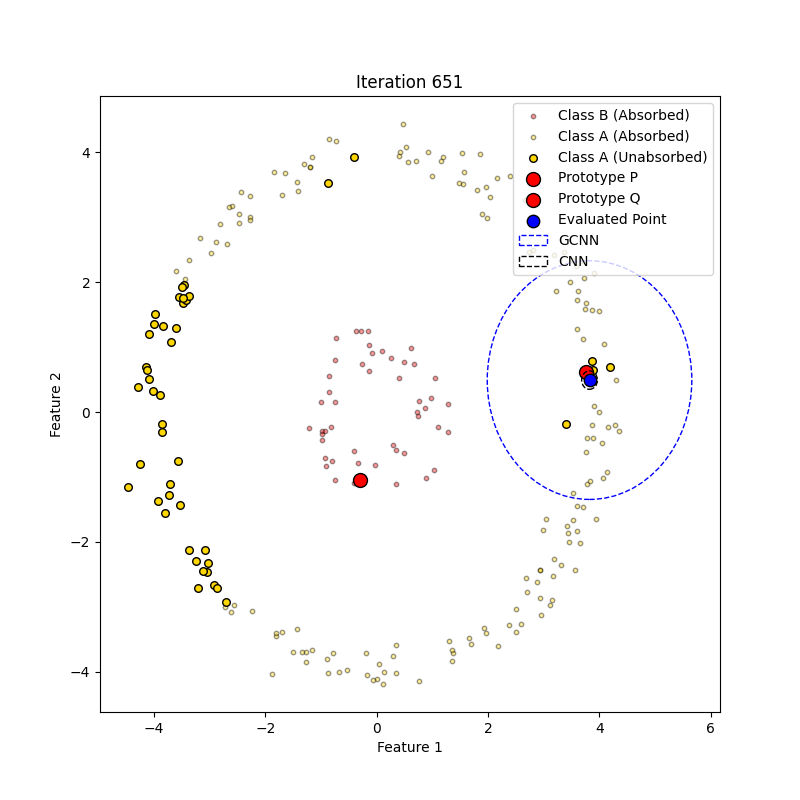 Iteration 651
Class B (Absorbed)
Class A (Absorbed)
Class A (Unabsorbed)
Prototype P
Prototype Q
Evaluated Point
GCNN
CNN
4
2
0
−2
−4
Feature 2
−4 −2 0 2 4 6
Feature 1